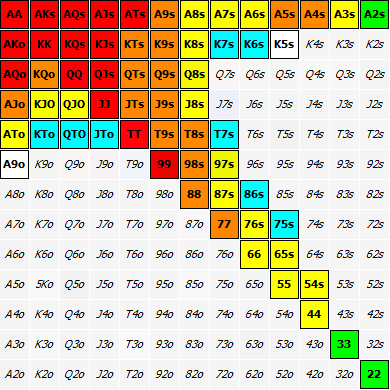 AA AKs AQs AJs ATs A9s A8s A7s A6s A5s A4s A3s A2s
AKo KK KQs KJs KTs K9s K8s K7s K6s K5s K4s K3s K2s
AQo KQo QQ QJs QTs Q9s Q8s Q7s Q6s Q5s Q4s Q3s Q2s
AJo KJO QJO JJ JTs J9s J8s J7s J6s J5s J4s J3s J2s
ATo KTo QTO JTo TT T9s T8s T7s T6s T5s T4s T3s T2s
A9o K9o Q9o J9o T9o 99 98s 97s 96s 95s 94s 93s 92s
A8o K8o Q8o J8o T8o 98o 88 87s 86s 85s 84s 83s 82s
A7o K7o Q7o J7o T7o 97o 87o 77 76s 75s 74s 73s 72s
A6o K6o Q6o J6o T6o 96o 86o 76o 66 65s 64s 63s 62s
A5o 5Ko Q5o J5o T5o 95o 85o 75o 65o 55 54s 53s 52s
A4o K4o Q4o J4o T4o 94o 84o 74o 64o 54o 44 43s 42s
A3o K3o Q3o J3o T3o 93o 83o 73o 63o 53o 43o 33 32s
A2o K2o Q2o J2o T2o 92o 82o 72o 62o 52o 42o 32o 22